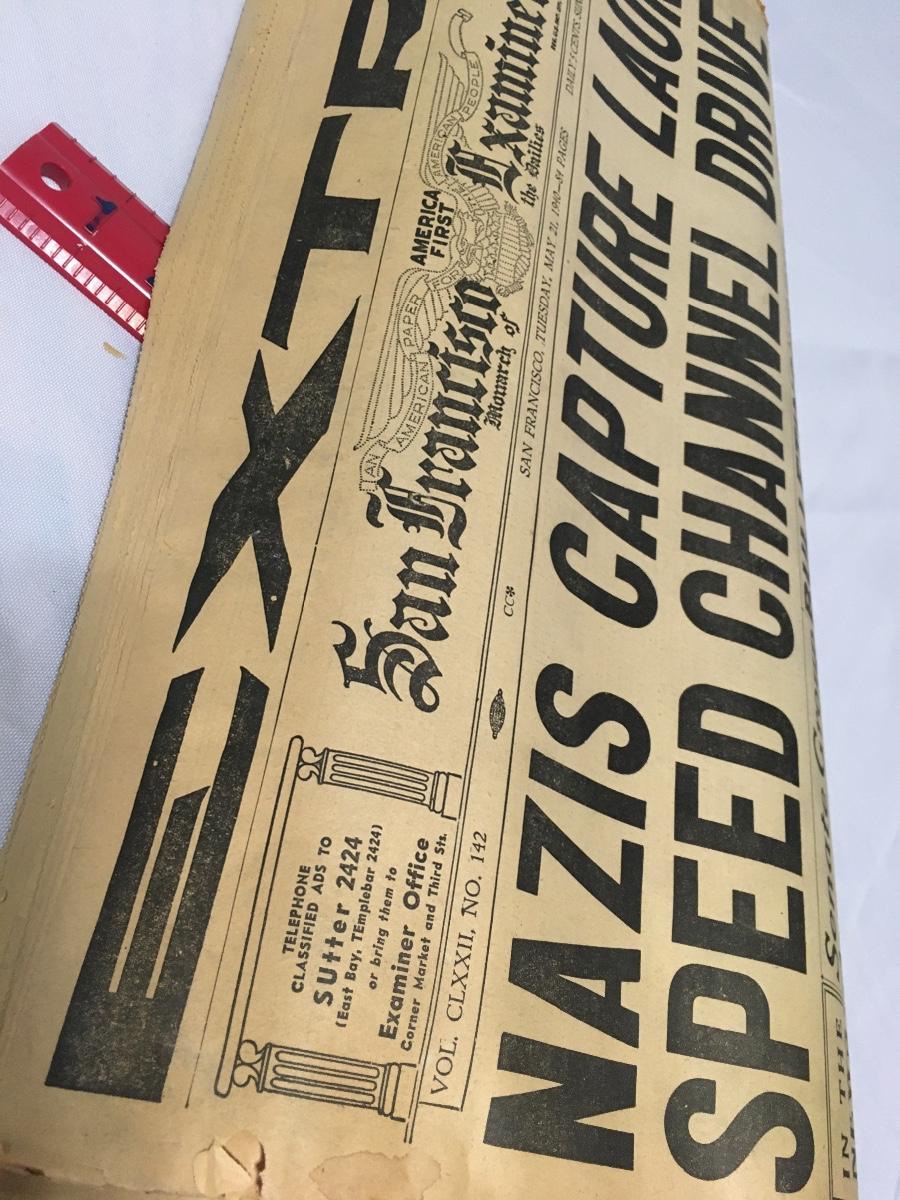 EXTR
TELEPHONE
CLASSIFIED ADS TO
SUtter 2424
(East Bay, TEmplebar 2424)
or bring them to
Examiner Office
Corner Market and Third Sts.
San Francisco Examiner
AN AMERICAN PAPER FOR AMERICAN PEOPLE
AMERICA
FIRST
Monarch of the Dailies
VOL. CLXXII, NO. 142
CC*
SAN FRANCISCO, TUESDAY, MAY 21, 1940—34 PAGES
DAILY 5 CENTS
NAZIS CAPTURE LAON
SPEED CHANNEL DRIVE
IN THE